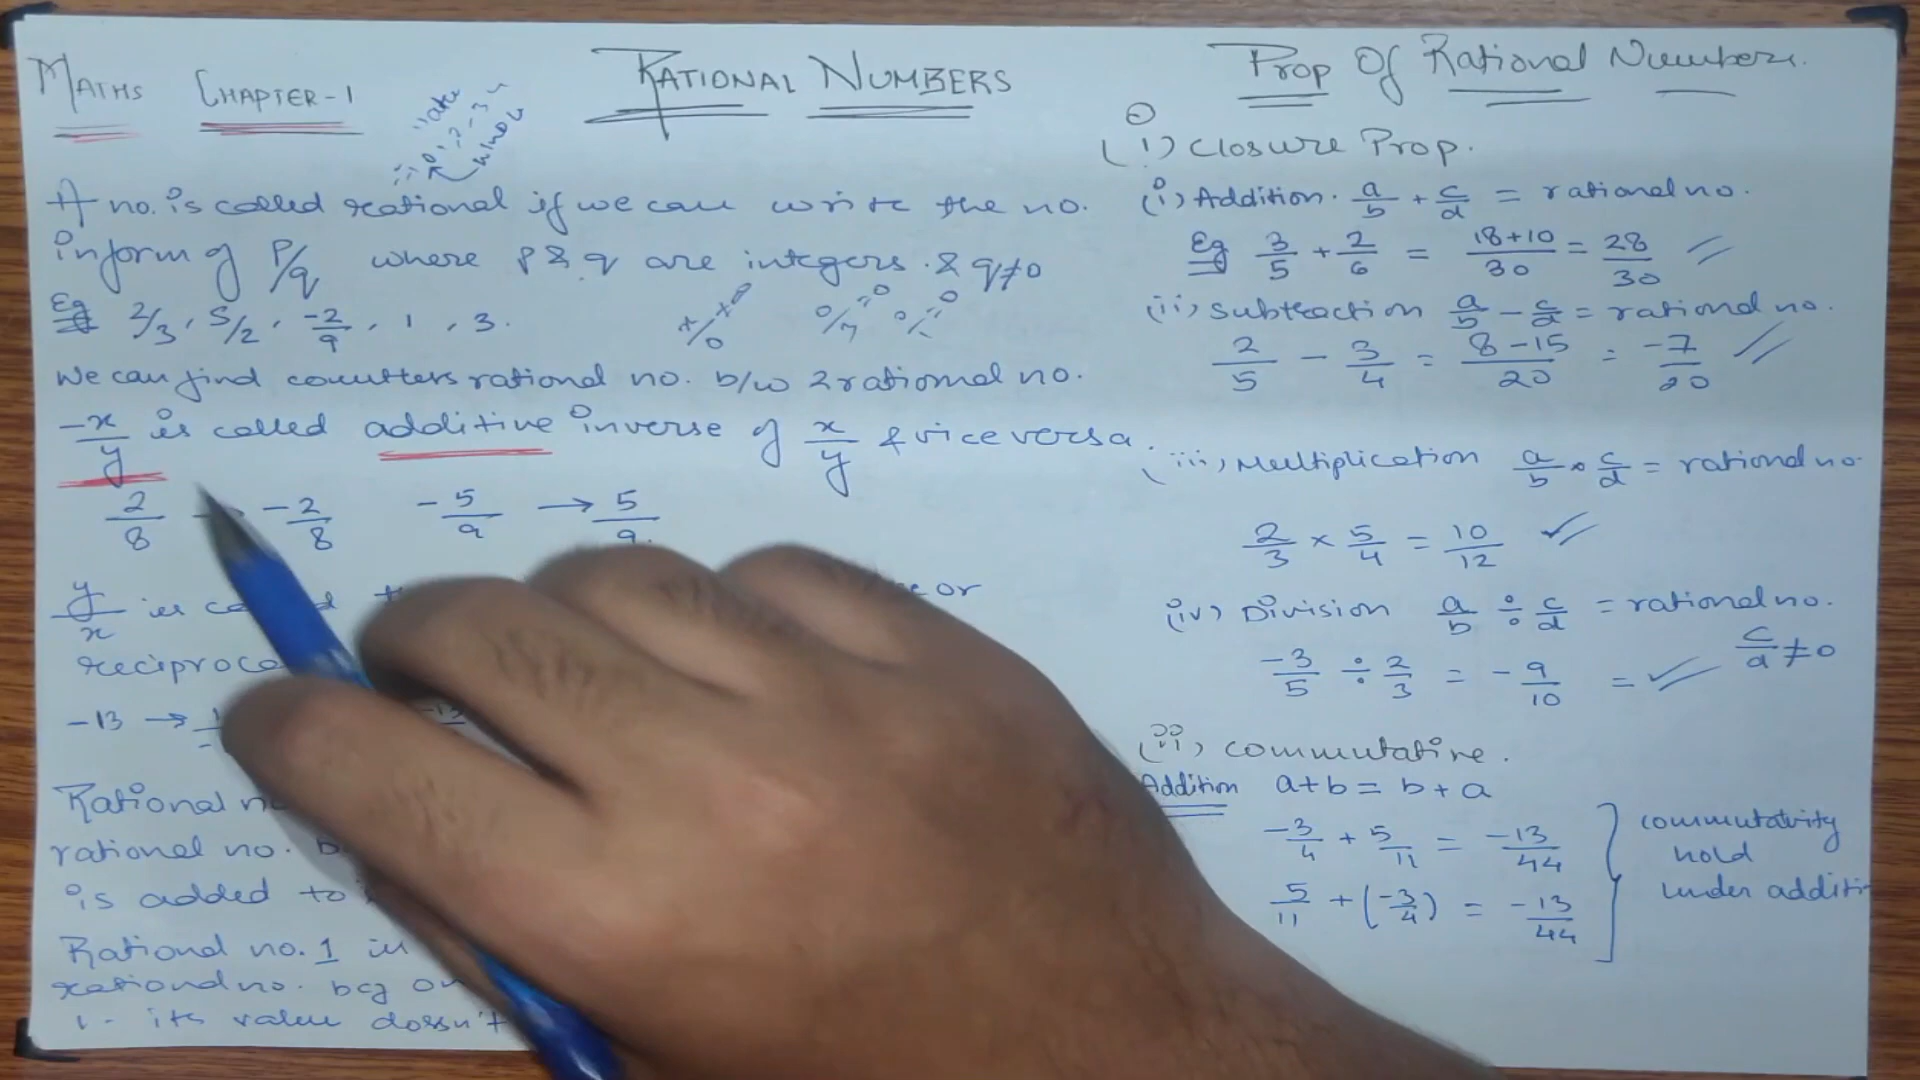 MATHS CHAPTER-1 RATIONAL NUMBERS
A no. is called rational if we can write the no.
in form of P/q where P & q are integers. & q≠0
Eg 2/3, 5/2, -2/9, 1, 3.
We can find countters rational no. b/w 2 rational no.
-x/y is called additive inverse of x/y & vice versa.
2/8 → -2/8 -5/9 → 5/9.
y/x is or
reciproca
-13 →
Rational n
rational no. b
is added to
Rational no. 1 is
rational no. bcz on
1. its value doesn't
Prop Of Rational Numbers.
(i) Closure Prop.
(i) Addition. a/b + c/d = rational no.
Eg 3/5 + 2/6 = 18+10/30 = 28/30
(ii) Subtraction a/b - c/d = rational no.
2/5 - 3/4 = 8-15/20 = -7/20
(iii) Multiplication a/b × c/d = rational no.
2/3 × 5/4 = 10/12
(iv) Division a/b ÷ c/d = rational no.
c/d ≠ 0
-3/5 ÷ 2/3 = -9/10 =
(ii) commutative.
Addition a+b = b+a
-3/4 + 5/11 = -13/44
5/11 + (-3/4) = -13/44
commutativity
hold
under additi